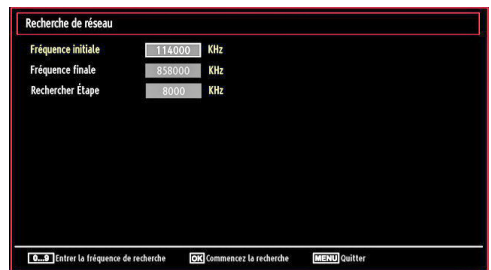 Recherche de réseau
Fréquence initiale 114000 KHz
Fréquence finale 858000 KHz
Rechercher Étape 8000 KHz
0...9 Entrer la fréquence de recherche OK Commencez la recherche MENU Quitter